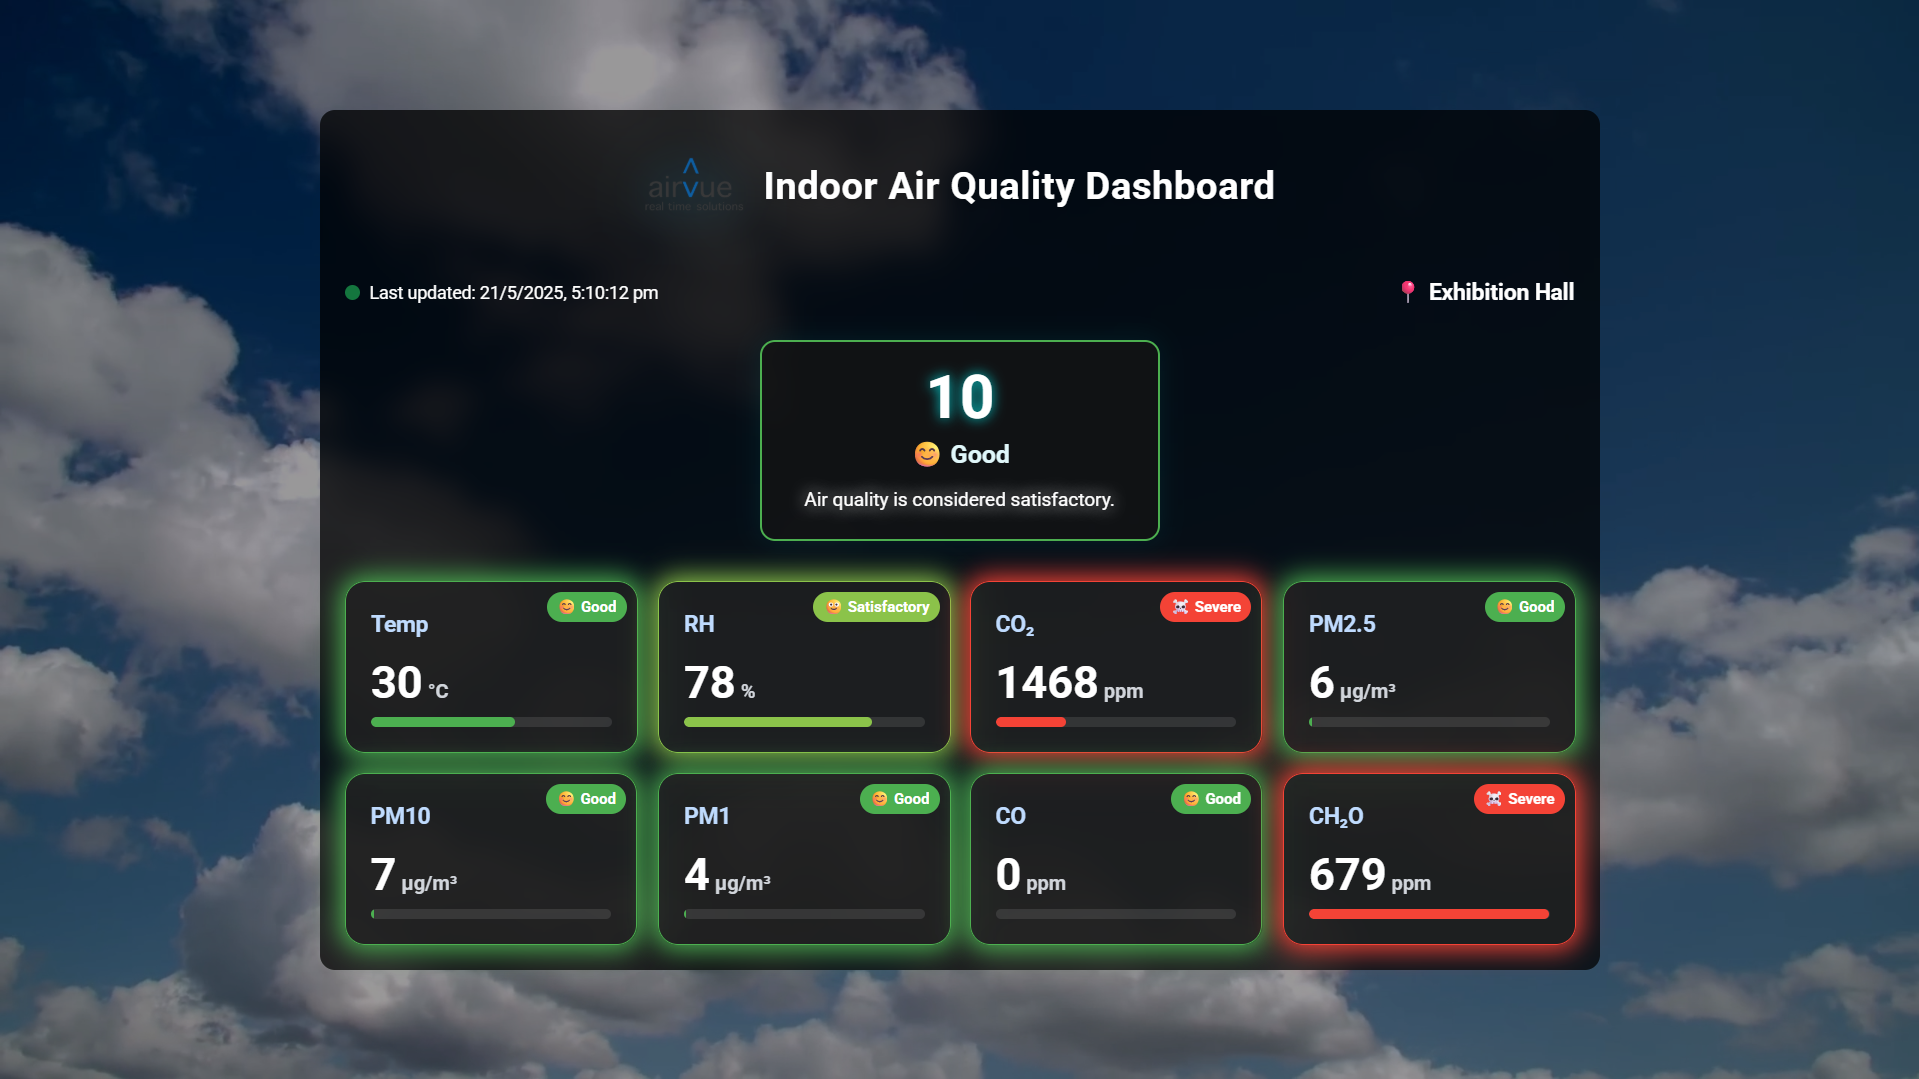 airvue
real time solutions
Indoor Air Quality Dashboard
Last updated: 21/5/2025, 5:10:12 pm
Exhibition Hall
10
Good
Air quality is considered satisfactory.
Temp
Good
30 °C
RH
Satisfactory
78 %
CO₂
Severe
1468 ppm
PM2.5
Good
6 µg/m³
PM10
Good
7 µg/m³
PM1
Good
4 µg/m³
CO
Good
0 ppm
CH₂O
Severe
679 ppm